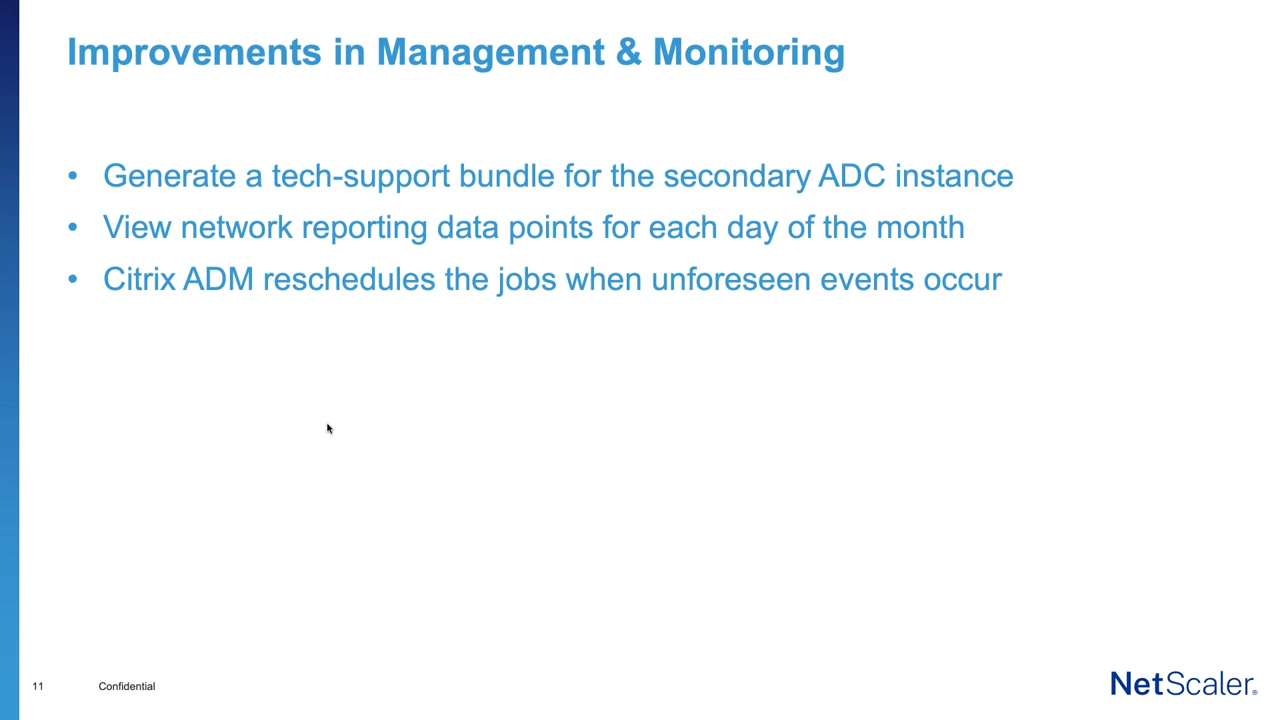 Improvements in Management & Monitoring
• Generate a tech-support bundle for the secondary ADC instance
• View network reporting data points for each day of the month
• Citrix ADM reschedules the jobs when unforeseen events occur
11 Confidential
NetScaler®